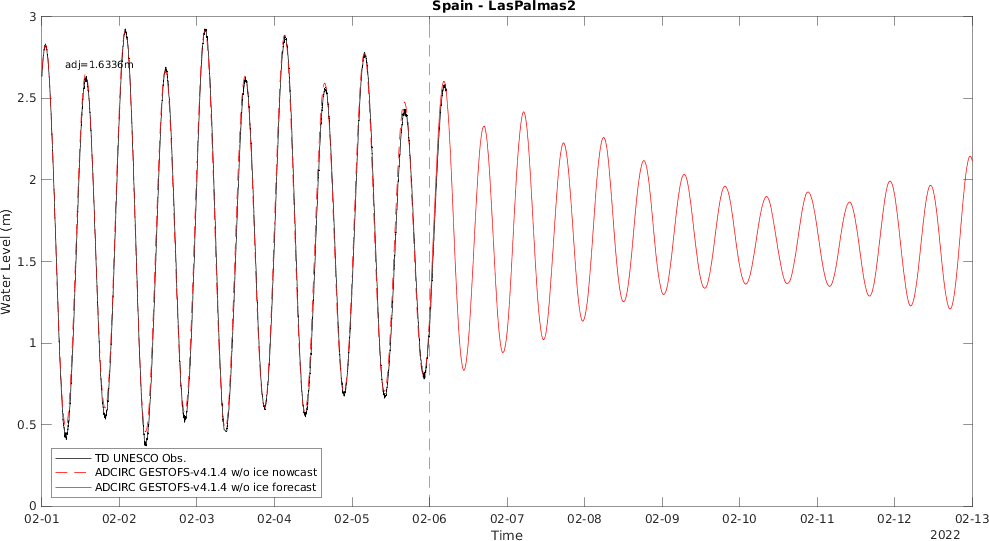 Spain - LasPalmas2
3
adj=1.6336m
2.5
2
Water Level (m)
1.5
1
0.5
TD UNESCO Obs.
ADCIRC GESTOFS-v4.1.4 w/o ice nowcast
ADCIRC GESTOFS-v4.1.4 w/o ice forecast
0
02-01 02-02 02-03 02-04 02-05 02-06 02-07 02-08 02-09 02-10 02-11 02-12 02-13
Time
2022